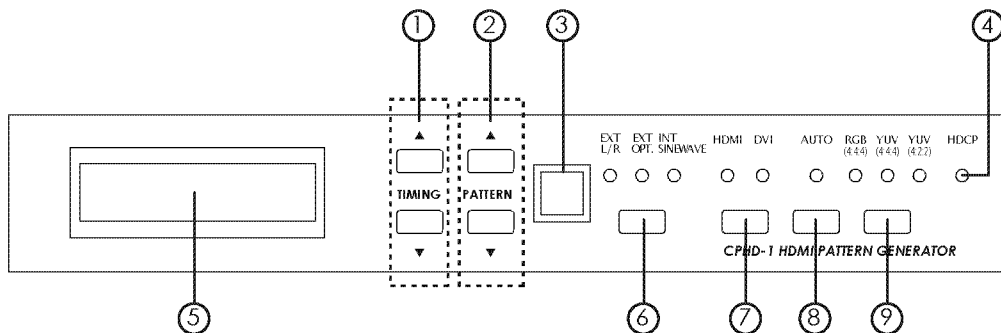 1 2 3 4
▲ ▲
EXT L/R
EXT OPT.
INT SINEWAVE
HDMI DVI
AUTO
RGB (4:4:4)
YUV (4:4:4)
YUV (4:2:2)
HDCP
TIMING PATTERN
▼ ▼
CPHD-1 HDMI PATTERN GENERATOR
5 6 7 8 9